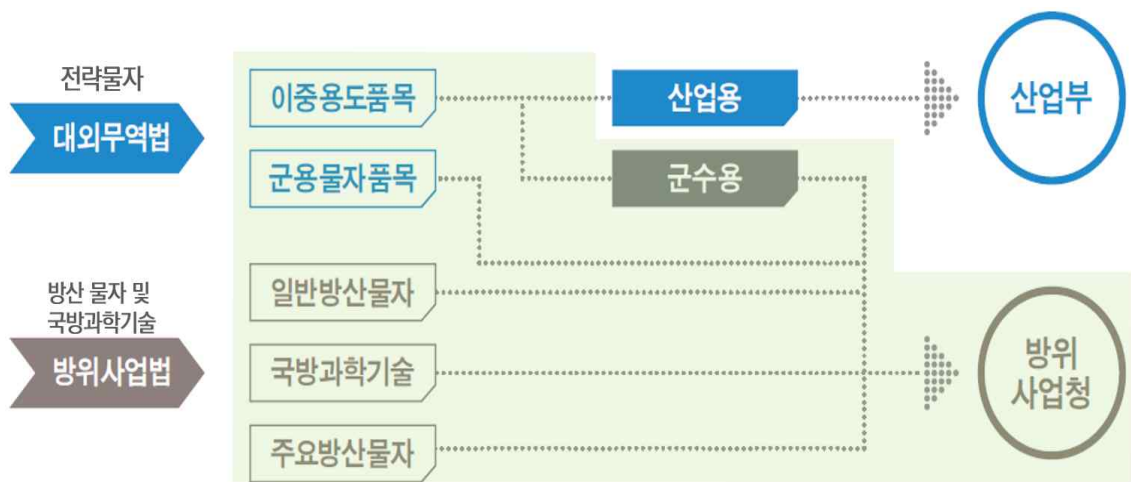 전략물자
대외무역법
이중용도품목
산업용
산업부
군용물자품목
군수용
방산 물자 및
국방과학기술
방위사업법
일반방산물자
국방과학기술
주요방산물자
방위
사업청